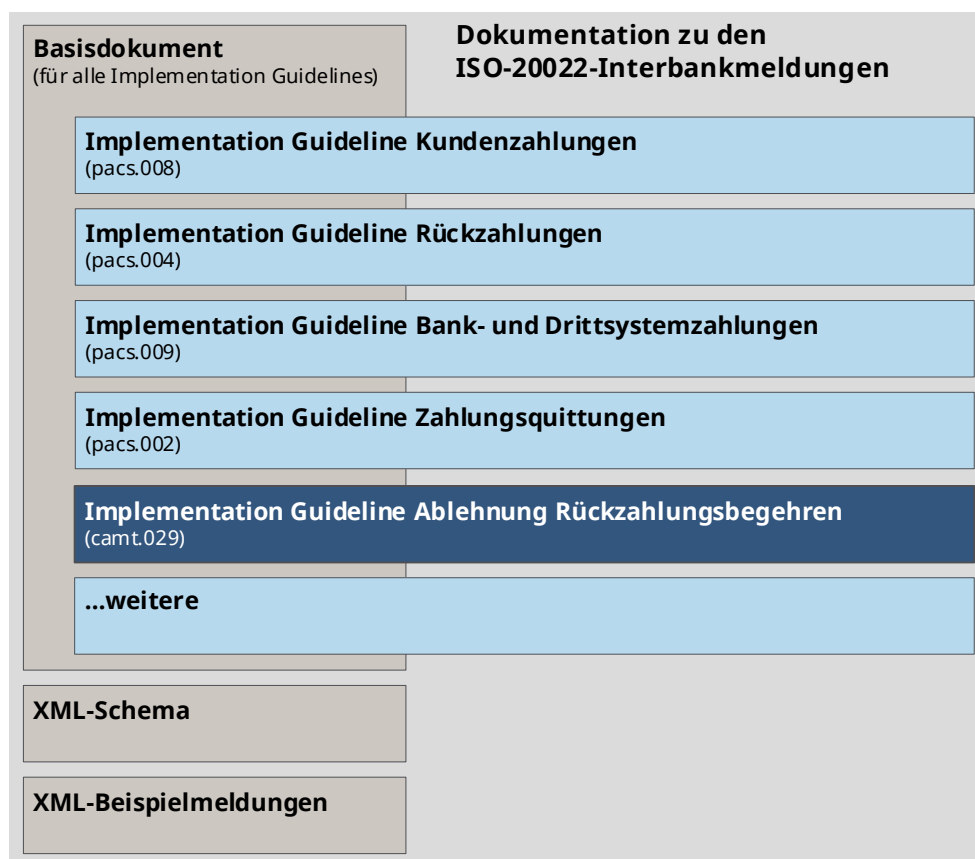 Basisdokument
(für alle Implementation Guidelines)
Dokumentation zu den
ISO-20022-Interbankmeldungen
Implementation Guideline Kundenzahlungen
(pacs.008)
Implementation Guideline Rückzahlungen
(pacs.004)
Implementation Guideline Bank- und Drittsystemzahlungen
(pacs.009)
Implementation Guideline Zahlungsquittungen
(pacs.002)
Implementation Guideline Ablehnung Rückzahlungsbegehren
(camt.029)
...weitere
XML-Schema
XML-Beispielmeldungen